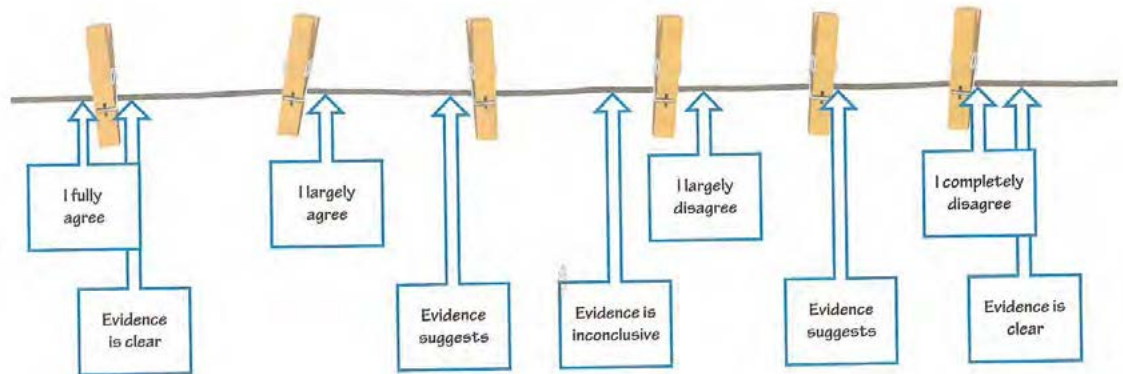 I fully
agree
I largely
agree
I largely
disagree
I completely
disagree
Evidence
is clear
Evidence
suggests
Evidence is
inconclusive
Evidence
suggests
Evidence is
clear